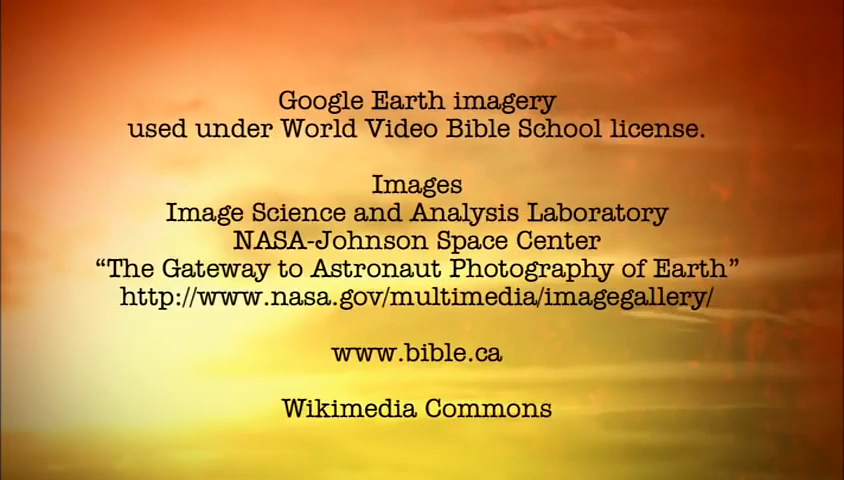 Google Earth imagery
used under World Video Bible School license.
Images
Image Science and Analysis Laboratory
NASA-Johnson Space Center
“The Gateway to Astronaut Photography of Earth”
http://www.nasa.gov/multimedia/imagegallery/
www.bible.ca
Wikimedia Commons